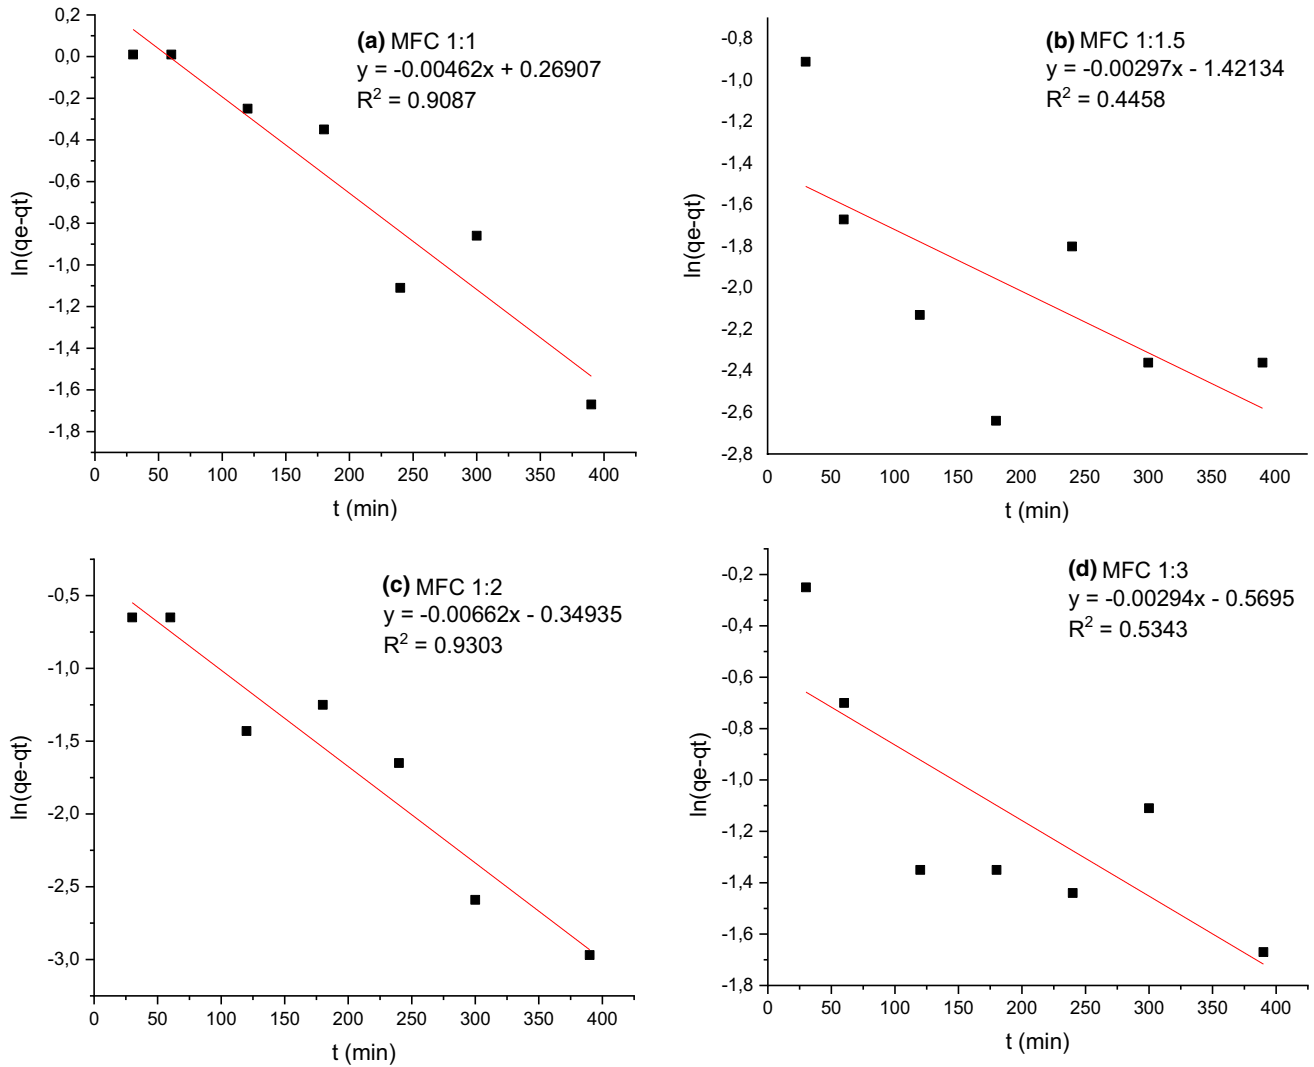 (a) MFC 1:1
y = -0.00462x + 0.26907
R² = 0.9087
0,2
0,0
-0,2
-0,4
-0,6
-0,8
-1,0
-1,2
-1,4
-1,6
-1,8
ln(qe-qt)
0 50 100 150 200 250 300 350 400
t (min)
(b) MFC 1:1.5
y = -0.00297x - 1.42134
R² = 0.4458
-0,8
-1,0
-1,2
-1,4
-1,6
-1,8
-2,0
-2,2
-2,4
-2,6
-2,8
ln(qe-qt)
0 50 100 150 200 250 300 350 400
t (min)
(c) MFC 1:2
y = -0.00662x - 0.34935
R² = 0.9303
-0,5
-1,0
-1,5
-2,0
-2,5
-3,0
ln(qe-qt)
0 50 100 150 200 250 300 350 400
t (min)
(d) MFC 1:3
y = -0.00294x - 0.5695
R² = 0.5343
-0,2
-0,4
-0,6
-0,8
-1,0
-1,2
-1,4
-1,6
-1,8
ln(qe-qt)
0 50 100 150 200 250 300 350 400
t (min)